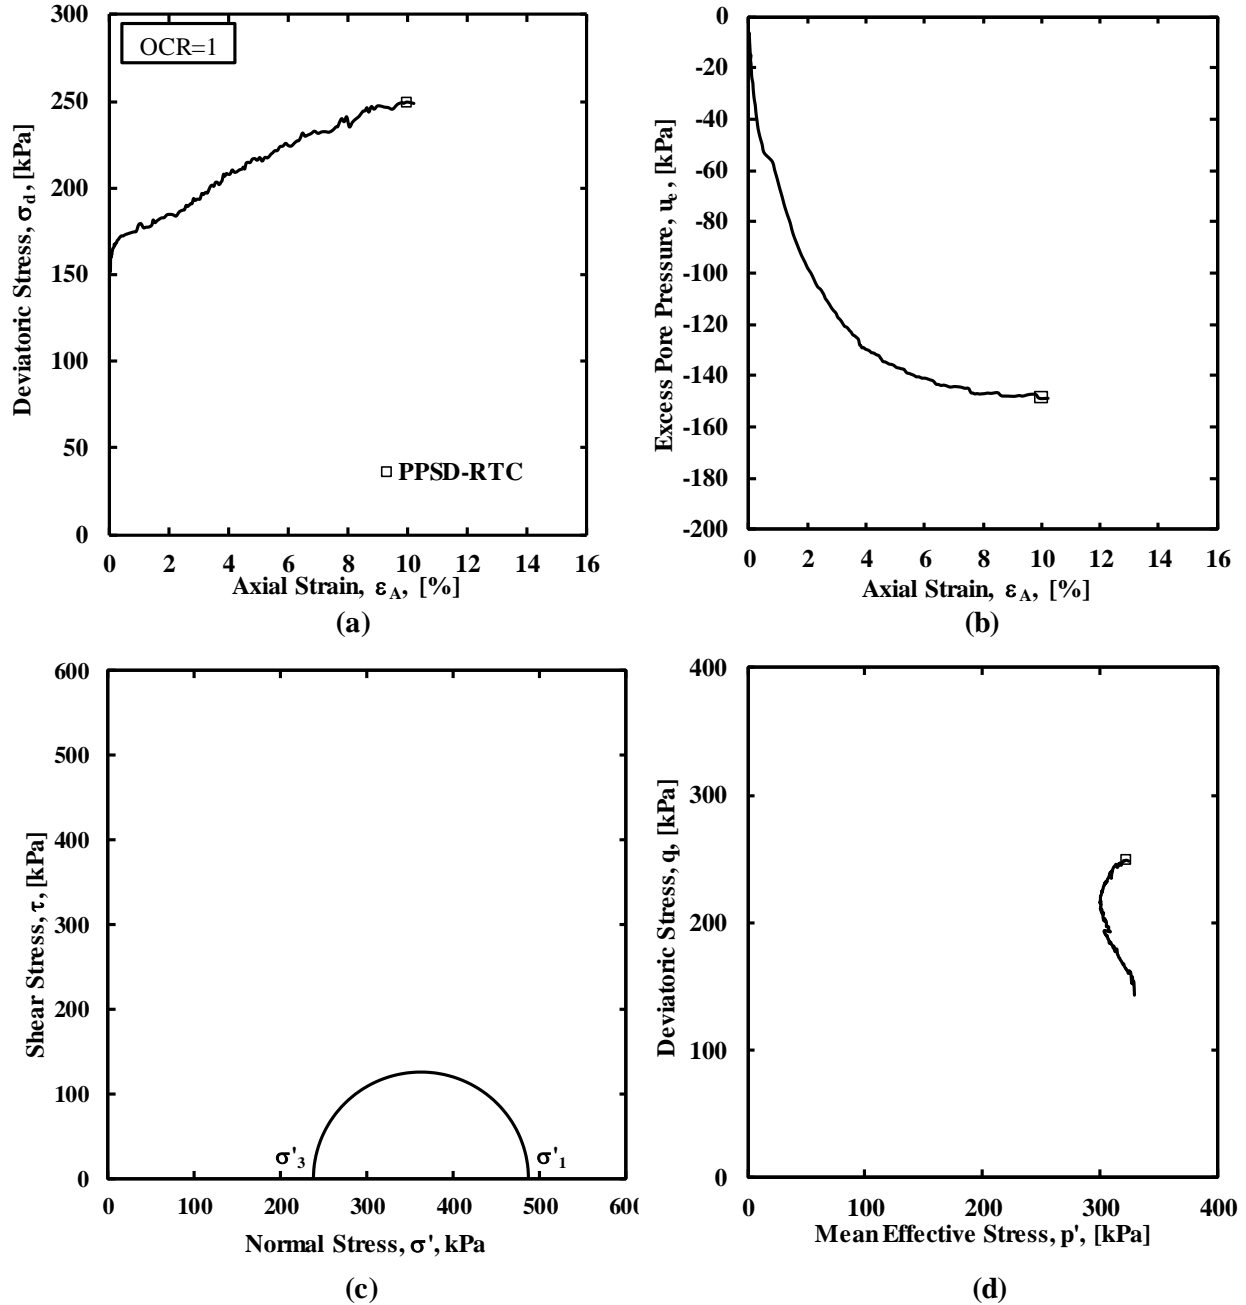 300
250
200
150
100
50
0
OCR=1
PPSD-RTC
Deviatoric Stress, σd, [kPa]
0 2 4 6 8 10 12 14 16
Axial Strain, εA, [%]
(a)
0
-20
-40
-60
-80
-100
-120
-140
-160
-180
-200
Excess Pore Pressure, ue, [kPa]
0 2 4 6 8 10 12 14 16
Axial Strain, εA, [%]
(b)
600
500
400
300
200
100
0
Shear Stress, τ, [kPa]
σ'3 σ'1
0 100 200 300 400 500 600
Normal Stress, σ', kPa
(c)
400
300
200
100
0
Deviatoric Stress, q, [kPa]
0 100 200 300 400
Mean Effective Stress, p', [kPa]
(d)